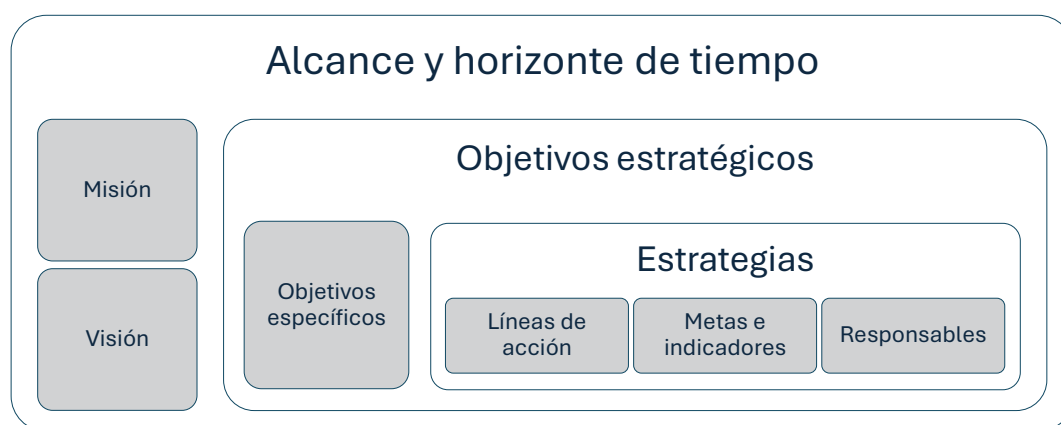 Alcance y horizonte de tiempo
Misión
Visión
Objetivos estratégicos
Objetivos
específicos
Estrategias
Líneas de
acción
Metas e
indicadores
Responsables